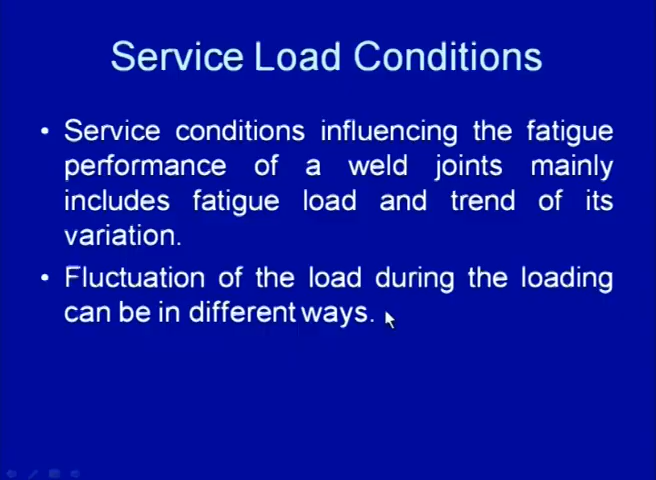 Service Load Conditions
• Service conditions influencing the fatigue
performance of a weld joints mainly
includes fatigue load and trend of its
variation.
• Fluctuation of the load during the loading
can be in different ways.